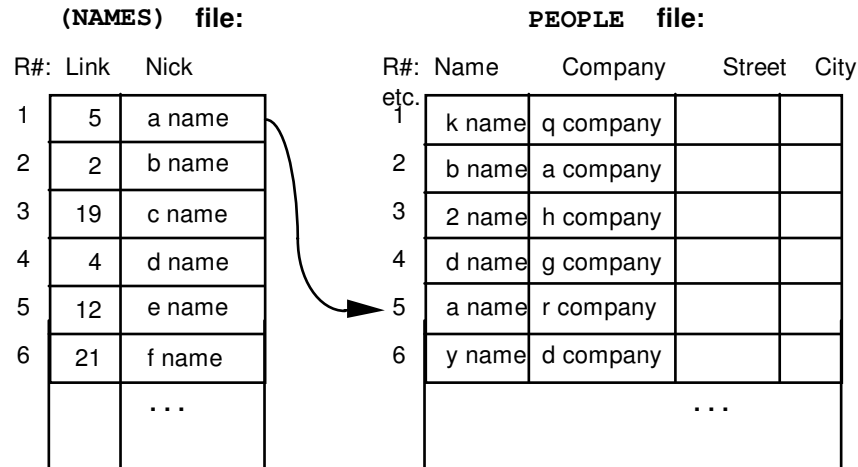 (NAMES) file: PEOPLE file:
R#: Link Nick R#: Name Company Street City
etc.
1 5 a name 1 k name q company
2 2 b name 2 b name a company
3 19 c name 3 2 name h company
4 4 d name 4 d name g company
5 12 e name 5 a name r company
6 21 f name 6 y name d company
... ...